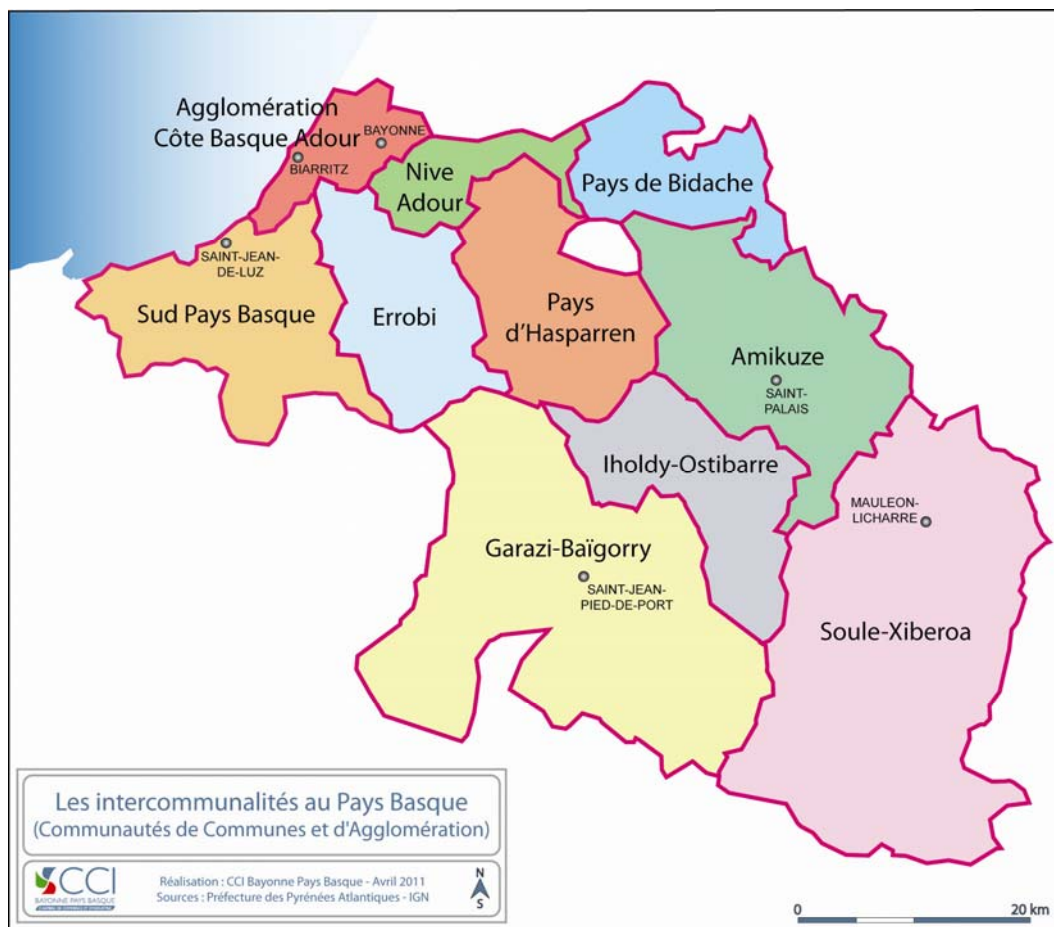 Agglomération
Côte Basque Adour
BAYONNE
BIARRITZ
Nive
Adour
Pays de Bidache
SAINT-JEAN-
DE-LUZ
Sud Pays Basque
Errobi
Pays
d'Hasparren
Amikuze
SAINT-
PALAIS
Iholdy-Ostibarre
MAULEON-
LICHARRE
Garazi-Baïgorry
SAINT-JEAN-
PIED-DE-PORT
Soule-Xiberoa
Les intercommunalités au Pays Basque
(Communautés de Communes et d'Agglomération)
CCI
BAYONNE PAYS BASQUE
Réalisation : CCI Bayonne Pays Basque - Avril 2011
Sources : Préfecture des Pyrénées Atlantiques - IGN
N
S
0 20 km